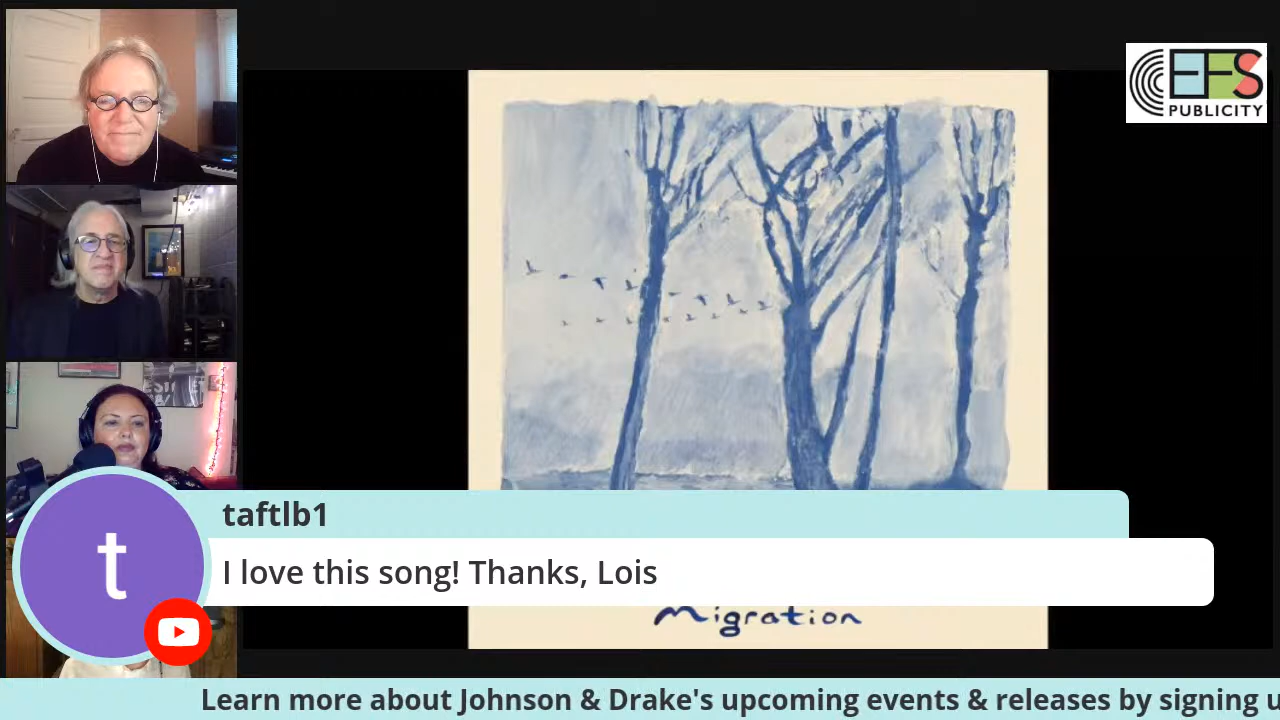 EFS
PUBLICITY
t
taftlb1
I love this song! Thanks, Lois
Migration
Learn more about Johnson & Drake's upcoming events & releases by signing u